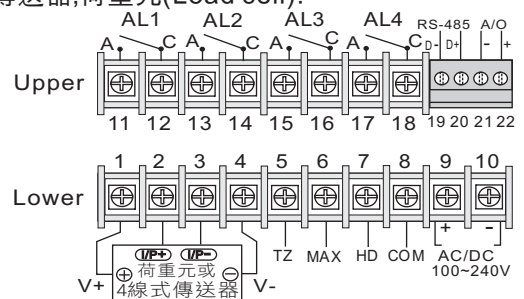 傳送器,荷重元(Load cell):
AL1 AL2 AL3 AL4 RS-485 A/O
A C A C A C A C D- D+ - +
Upper
11 12 13 14 15 16 17 18 19 20 21 22
1 2 3 4 5 6 7 8 9 10
Lower
+ -
(I/P+) (I/P-) TZ MAX HD COM AC/DC
100~240V
V+ + 荷重元或 - V-
4線式傳送器